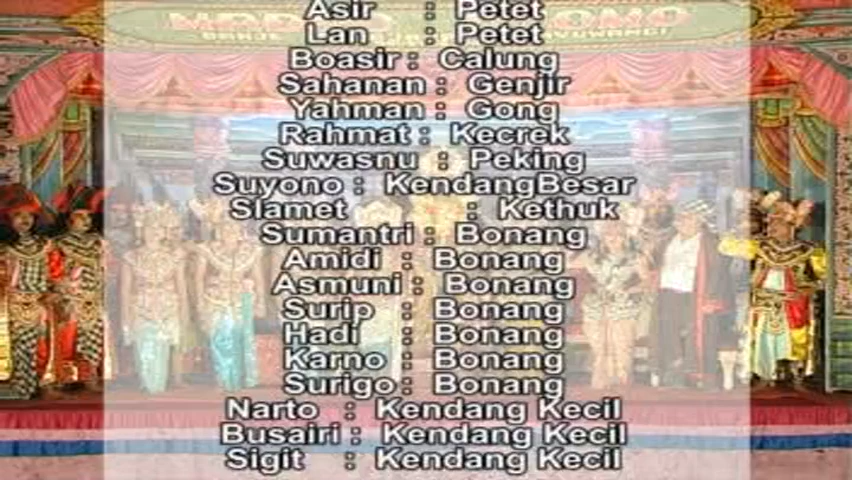 Asir : Petet
Lan : Petet
Boasir : Calung
Sahanan : Genjir
Yahman : Gong
Rahmat : Kecrek
Suwasnu : Peking
Suyono : KendangBesar
Slamet : Kethuk
Sumantri : Bonang
Amidi : Bonang
Asmuni : Bonang
Surip : Bonang
Hadi : Bonang
Karno : Bonang
Surigo : Bonang
Narto : Kendang Kecil
Busairi : Kendang Kecil
Sigit : Kendang Kecil